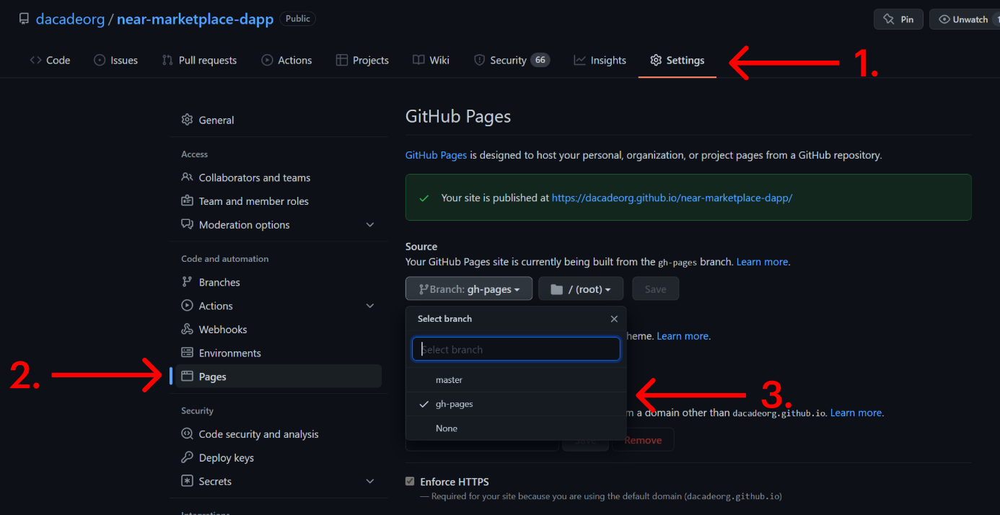 dacadeorg / near-marketplace-dapp Public
Pin
Unwatch 1
Code
Issues
Pull requests
Actions
Projects
Wiki
Security 66
Insights
Settings
1.
General
Access
Collaborators and teams
Team and member roles
Moderation options
Code and automation
Branches
Actions
Webhooks
Environments
2.
Pages
Security
Code security and analysis
Deploy keys
Secrets
Integrations
GitHub Pages
GitHub Pages is designed to host your personal, organization, or project pages from a GitHub repository.
Your site is published at https://dacadeorg.github.io/near-marketplace-dapp/
Source
Your GitHub Pages site is currently being built from the gh-pages branch. Learn more.
Branch: gh-pages
/ (root)
Save
Select branch
heme. Learn more.
Select branch
master
gh-pages
None
3.
m a domain other than dacadeorg.github.io. Learn more.
Save
Remove
Enforce HTTPS
— Required for your site because you are using the default domain (dacadeorg.github.io)